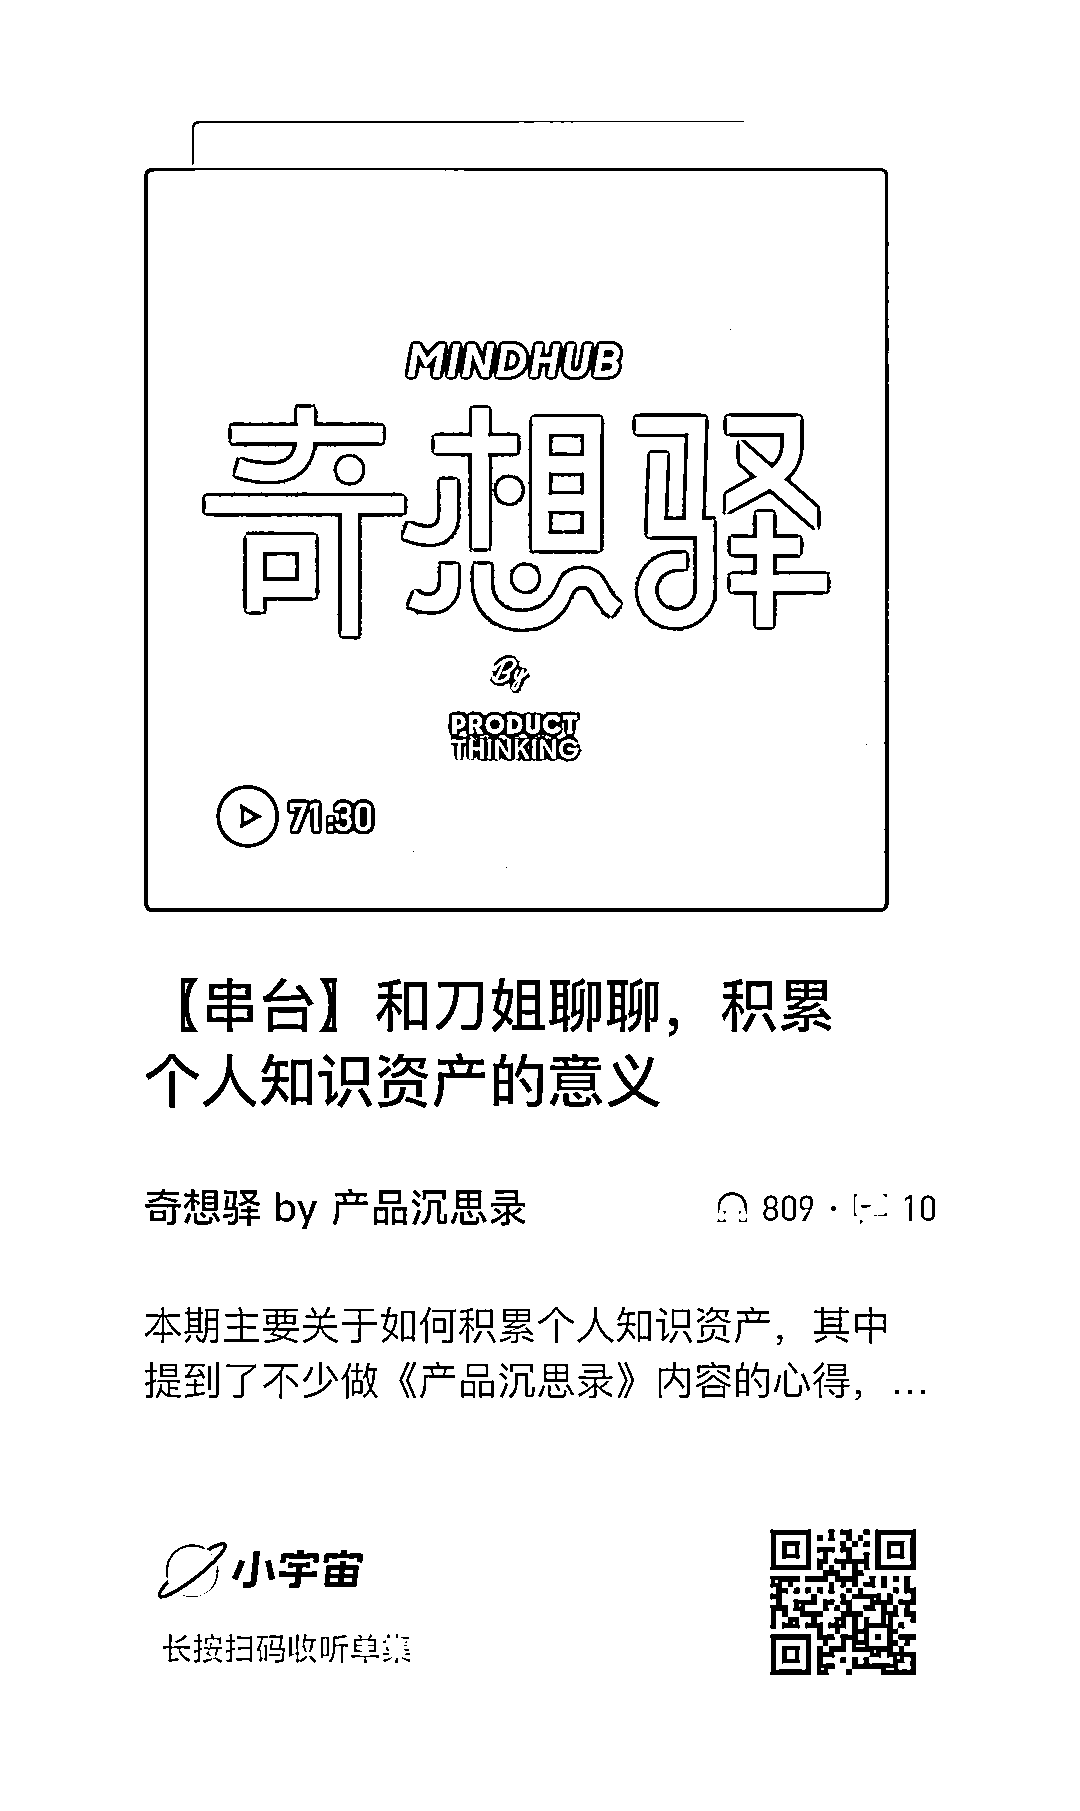 MINDHUB
奇想驿
By
PRODUCT
THINKING
71:30
【串台】和刀姐聊聊，积累
个人知识资产的意义
奇想驿 by 产品沉思录 809 · 10
本期主要关于如何积累个人知识资产，其中
提到了不少做《产品沉思录》内容的心得，...
小宇宙
长按扫码收听单集